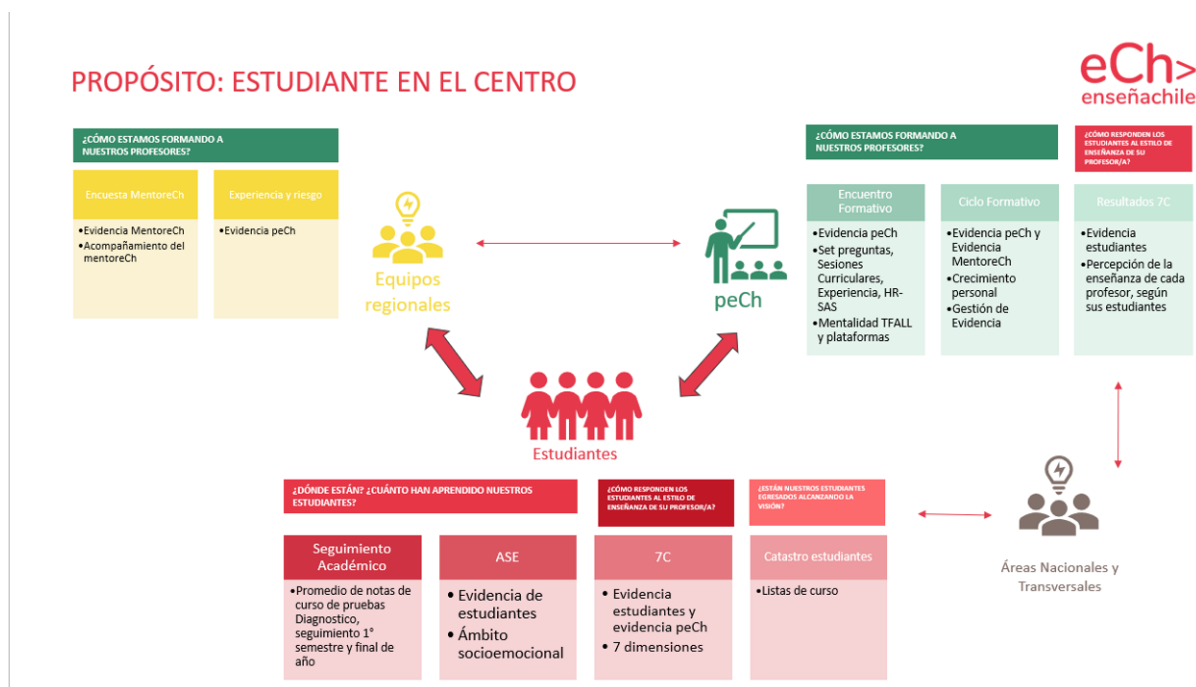 PROPÓSITO: ESTUDIANTE EN EL CENTRO
eCh>
enseñachile
¿CÓMO ESTAMOS FORMANDO A
NUESTROS PROFESORES?
Encuesta MentoreCh
•Evidencia MentoreCh
•Acompañamiento del
mentoreCh
Experiencia y riesgo
•Evidencia peCh
Equipos
regionales
peCh
¿CÓMO ESTAMOS FORMANDO A
NUESTROS PROFESORES?
Encuentro
Formativo
•Evidencia peCh
•Set preguntas,
Sesiones
Curriculares,
Experiencia, HR-
SAS
•Mentalidad TFALL
y plataformas
Ciclo Formativo
•Evidencia peCh y
Evidencia
MentoreCh
•Crecimiento
personal
•Gestión de
Evidencia
¿CÓMO RESPONDEN LOS
ESTUDIANTES AL ESTILO DE
ENSEÑANZA DE SU
PROFESOR/A?
Resultados 7C
•Evidencia
estudiantes
•Percepción de la
enseñanza de cada
profesor, según
sus estudiantes
Estudiantes
¿DÓNDE ESTÁN? ¿CUÁNTO HAN APRENDIDO NUESTROS
ESTUDIANTES?
Seguimiento
Académico
•Promedio de notas de
curso de pruebas
Diagnostico,
seguimiento 1°
semestre y final de
año
ASE
• Evidencia de
estudiantes
• Ámbito
socioemocional
¿CÓMO RESPONDEN LOS
ESTUDIANTES AL ESTILO DE
ENSEÑANZA DE SU PROFESOR/A?
7C
• Evidencia
estudiantes y
evidencia peCh
• 7 dimensiones
¿ESTÁN NUESTROS ESTUDIANTES
EGRESADOS ALCANZANDO LA
VISIÓN?
Catastro estudiantes
•Listas de curso
Áreas Nacionales y
Transversales